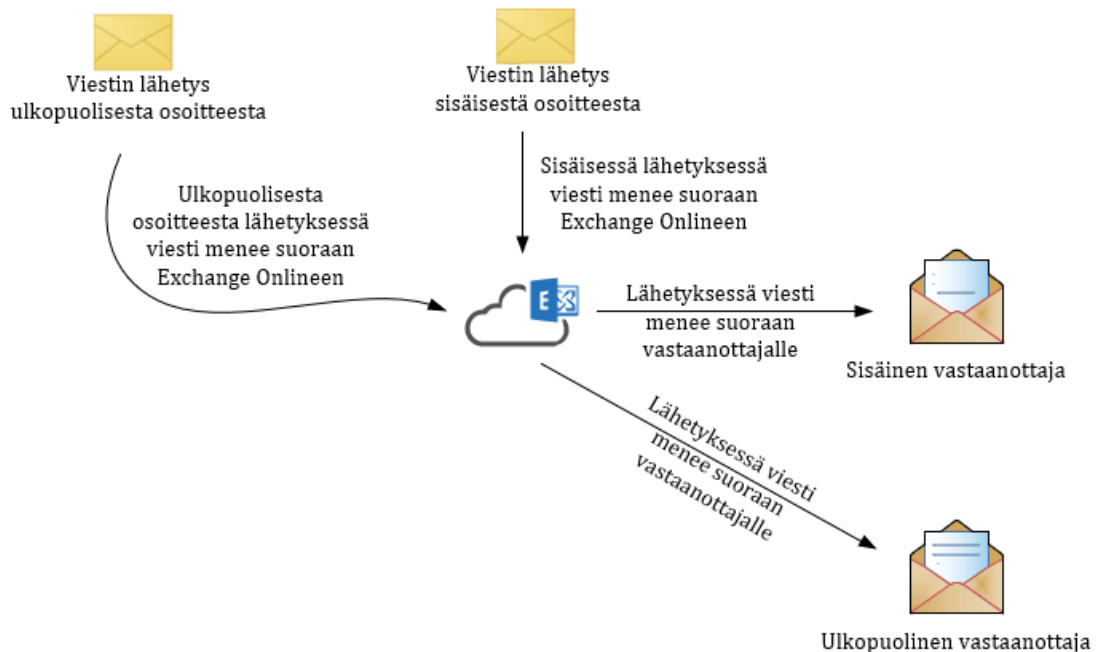 Viestin lähetys
ulkopuolisesta osoitteesta
Viestin lähetys
sisäisestä osoitteesta
Ulkopuolisesta
osoitteesta lähetyksessä
viesti menee suoraan
Exchange Onlineen
Sisäisessä lähetyksessä
viesti menee suoraan
Exchange Onlineen
E
Lähetyksessä viesti
menee suoraan
vastaanottajalle
Sisäinen vastaanottaja
Lähetyksessä viesti
menee suoraan
vastaanottajalle
Ulkopuolinen vastaanottaja